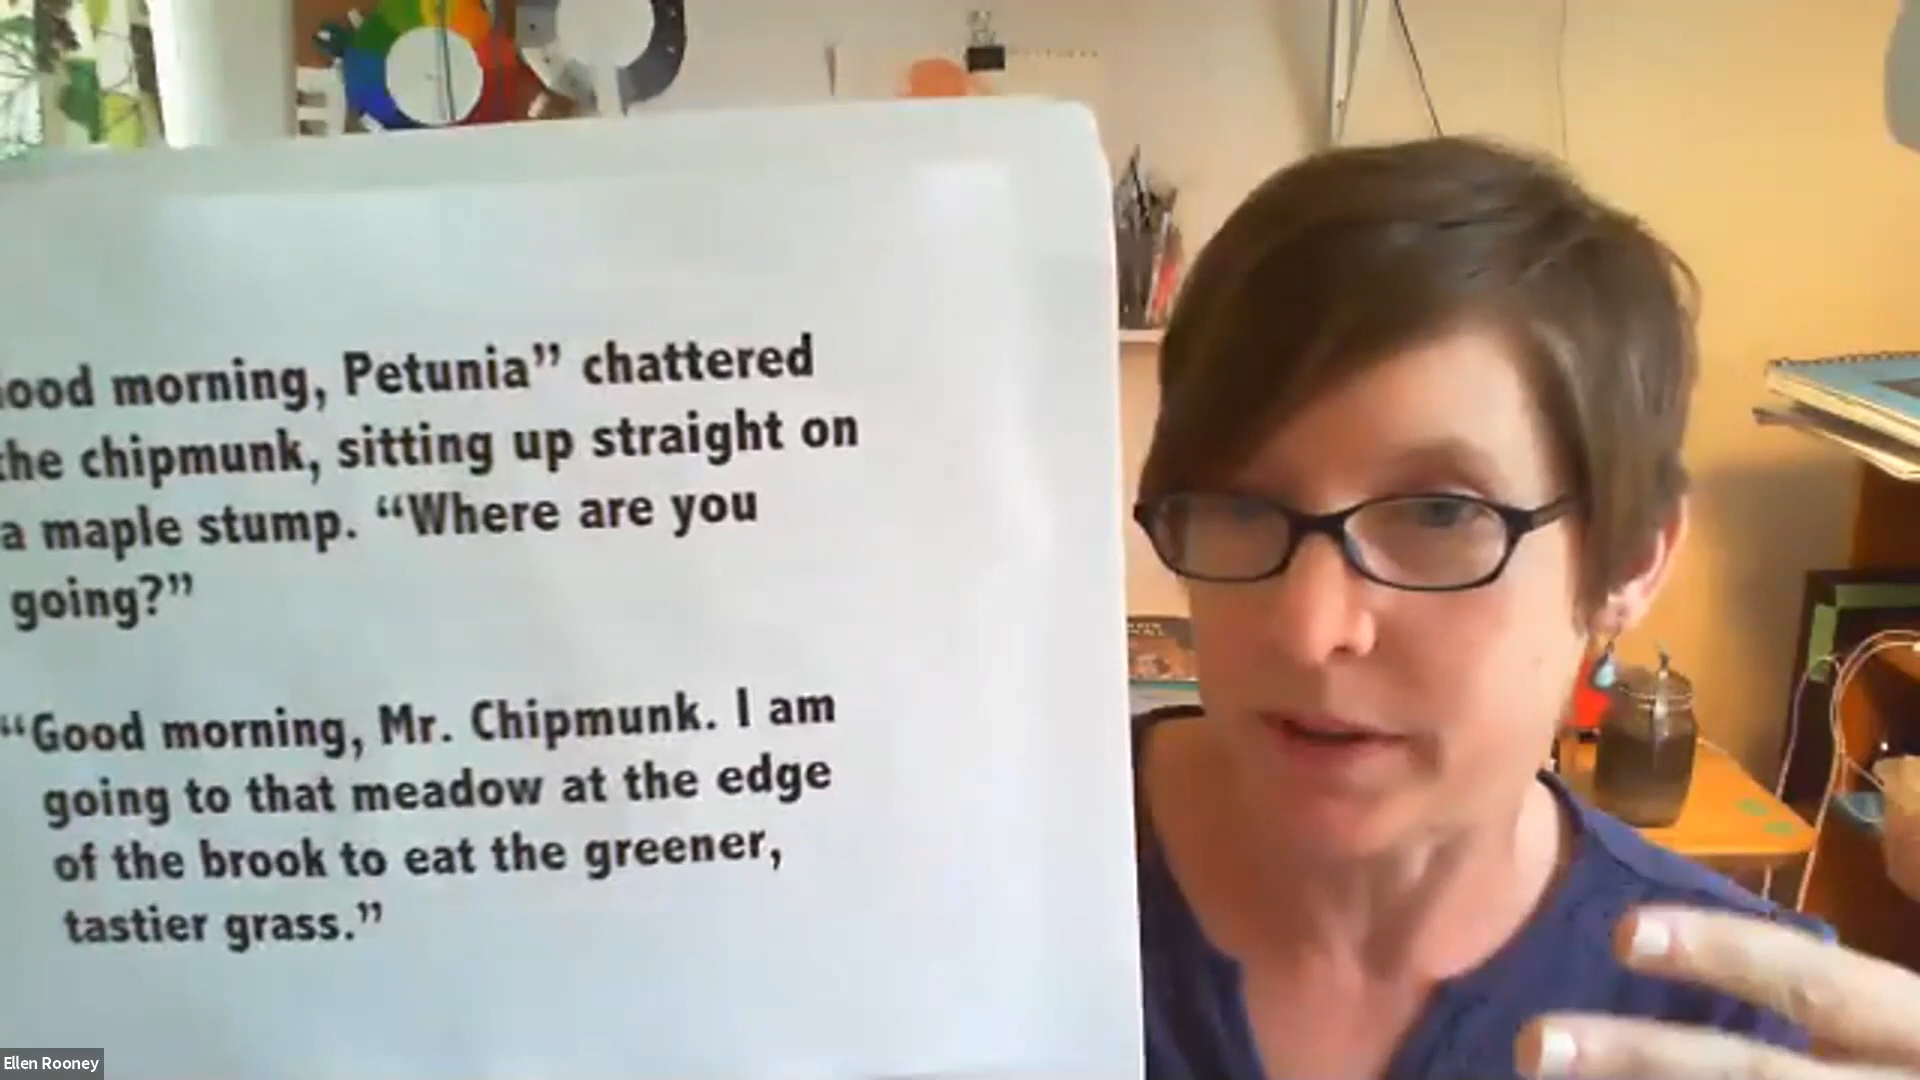 ood morning, Petunia” chattered
the chipmunk, sitting up straight on
a maple stump. “Where are you
going?”
“Good morning, Mr. Chipmunk. I am
going to that meadow at the edge
of the brook to eat the greener,
tastier grass.”
Ellen Rooney